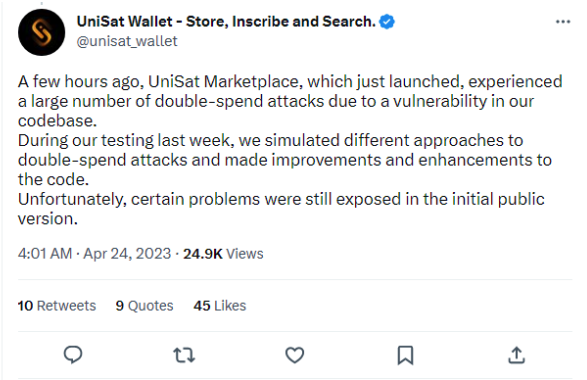 UniSat Wallet - Store, Inscribe and Search.
@unisat_wallet
A few hours ago, UniSat Marketplace, which just launched, experienced
a large number of double-spend attacks due to a vulnerability in our
codebase.
During our testing last week, we simulated different approaches to
double-spend attacks and made improvements and enhancements to
the code.
Unfortunately, certain problems were still exposed in the initial public
version.
4:01 AM · Apr 24, 2023 · 24.9K Views
10 Retweets 9 Quotes 45 Likes